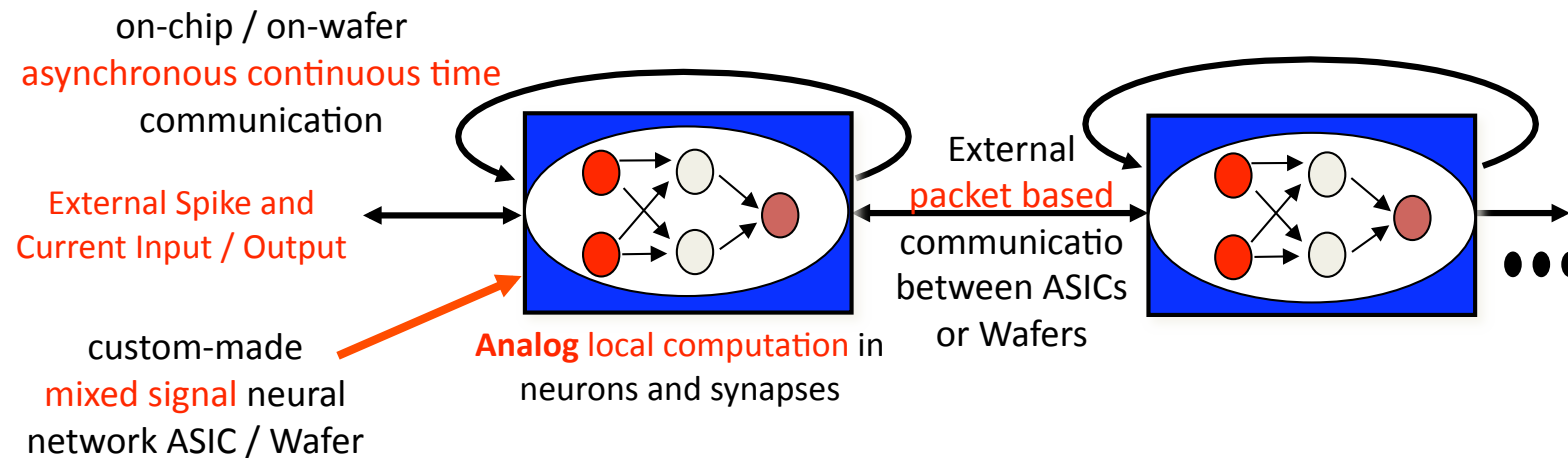 on-chip / on-wafer
asynchronous continuous time
communication
External Spike and
Current Input / Output
custom-made
mixed signal neural
network ASIC / Wafer
Analog local computation in
neurons and synapses
External
packet based
communicatio
between ASICs
or Wafers